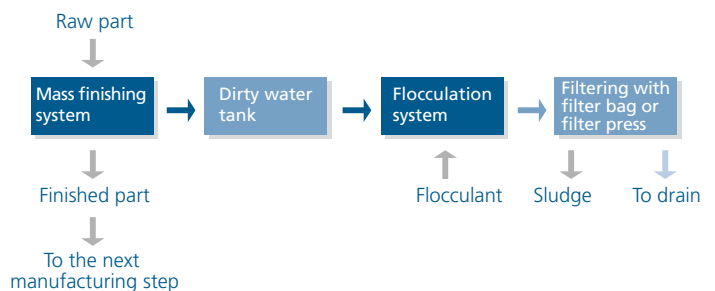 Raw part
Mass finishing
system
Dirty water
tank
Flocculation
system
Filtering with
filter bag or
filter press
Finished part
Flocculant
Sludge
To drain
To the next
manufacturing step